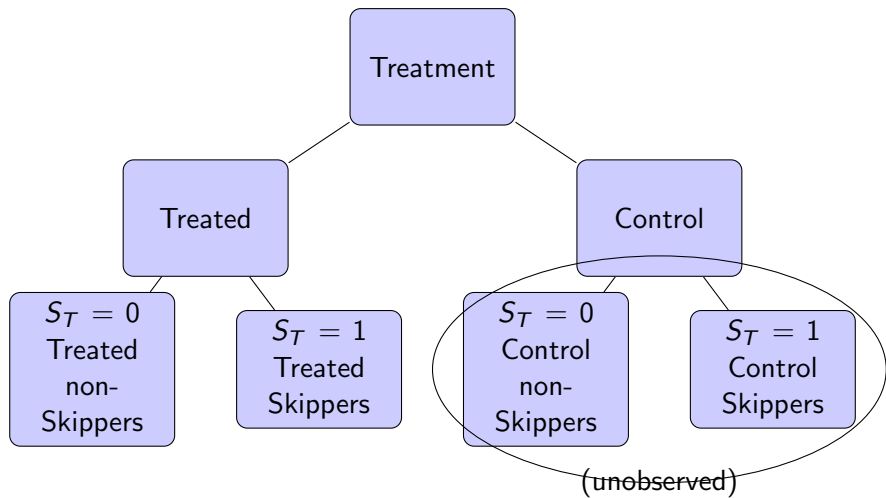 Treatment
Treated
Control
S_T = 0
Treated
non-
Skippers
S_T = 1
Treated
Skippers
S_T = 0
Control
non-
Skippers
S_T = 1
Control
Skippers
(unobserved)